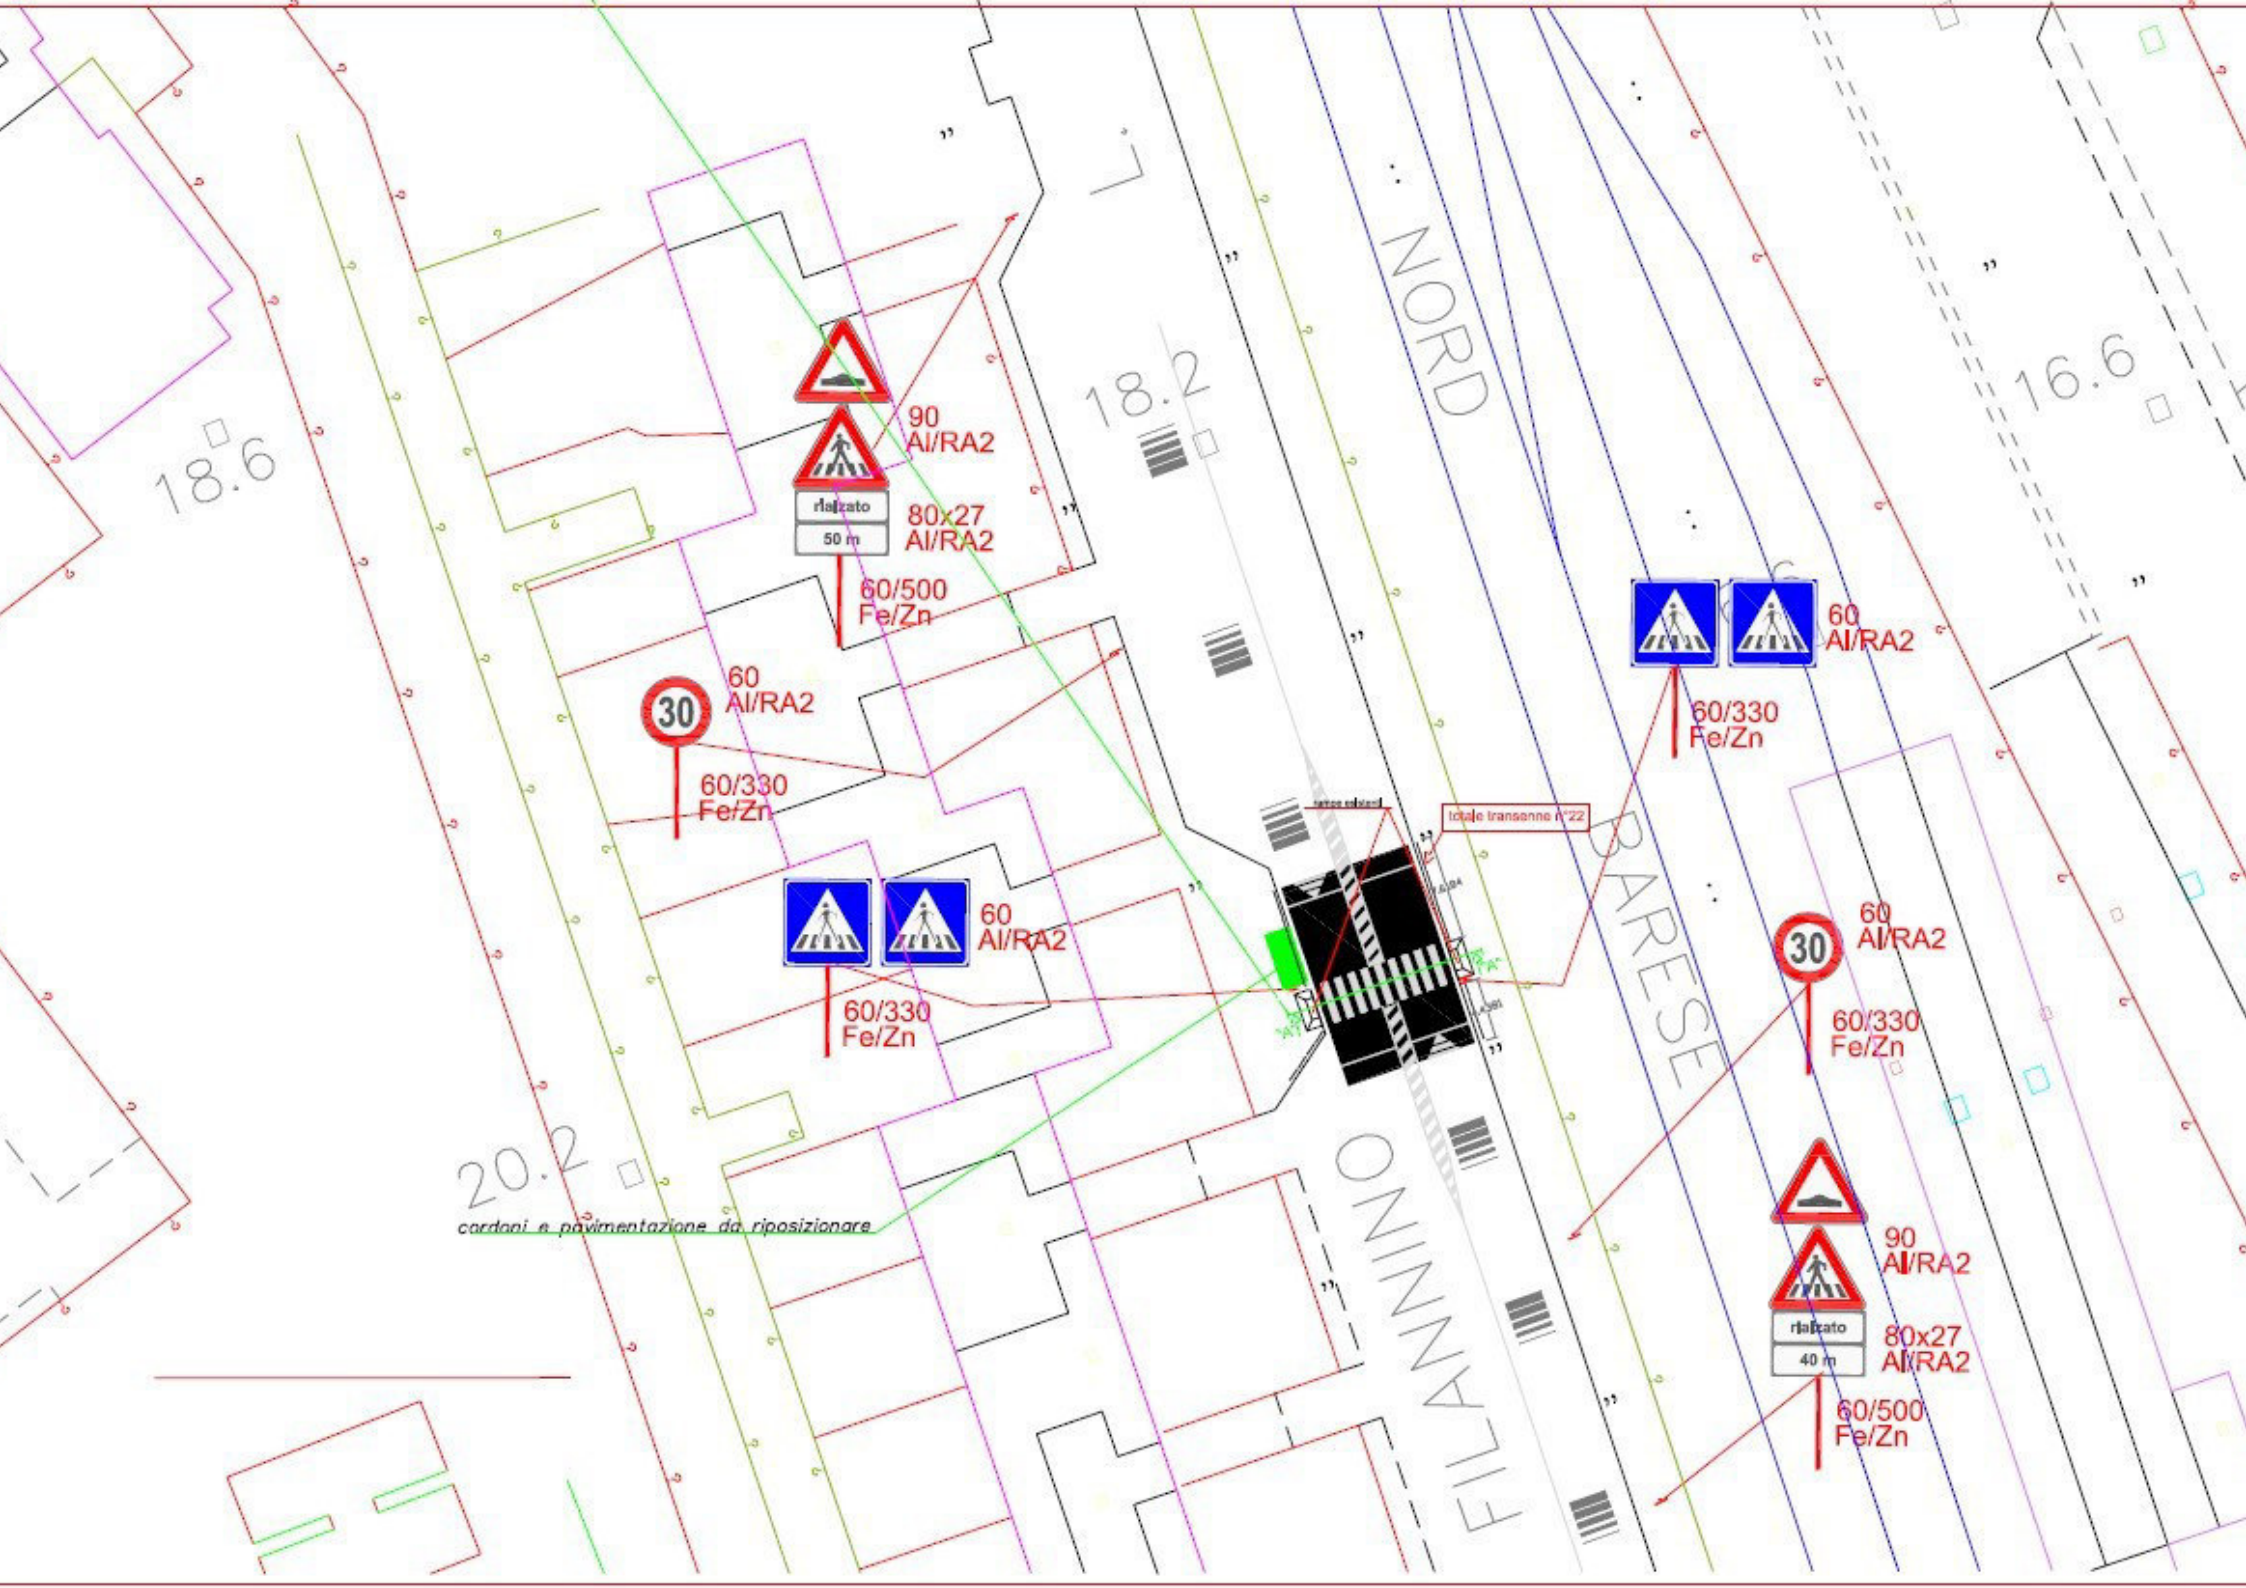 NORD
18.2
16.6
18.6
90
Al/RA2
rialzato
50 m
80x27
Al/RA2
60/500
Fe/Zn
60
Al/RA2
60/330
Fe/Zn
30
60
Al/RA2
60/330
Fe/Zn
rampe esistenti
totale transenne n°22
BARESE
60
Al/RA2
60/330
Fe/Zn
30
60
Al/RA2
60/330
Fe/Zn
20.2
cordoni e pavimentazione da riposizionare
FILANNINO
90
Al/RA2
rialzato
40 m
80x27
Al/RA2
60/500
Fe/Zn